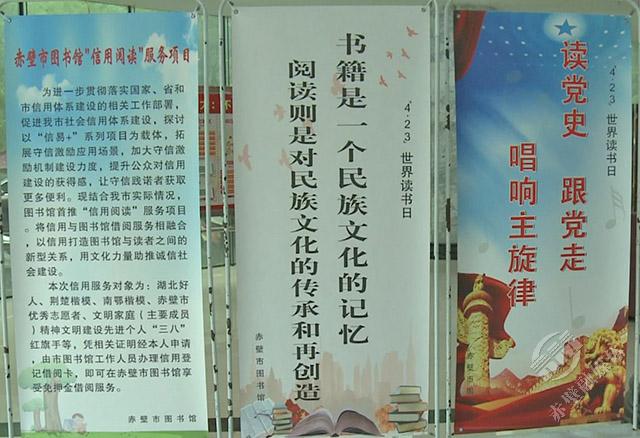 赤壁市图书馆"信用阅读"服务项目
为进一步贯彻落实国家、省和
市信用体系建设的相关工作部署，
促进我市社会信用体系建设，探讨
以"信易+"系列项目为载体，拓
展守信激励应用场景，加大守信激
励机制建设力度，提升公众对信用
建设的获得感，让守信践诺者获取
更多便利。现结合我市实际情况，
图书馆首推"信用阅读"服务项目
。将信用与图书馆借阅服务相融合
，以信用打造图书馆与读者之间的
新型关系，用文化力量助推诚信社
会建设。
本次信用服务对象为：湖北好
人、荆楚楷模、南鄂楷模、赤壁市
优秀志愿者、文明家庭（主要成员
）精神文明建设先进个人"三八"
红旗手等，凭相关证明经本人申请
，由市图书馆工作人员办理信用登
记借阅卡，即可在赤壁市图书馆享
受免押金借阅服务。
赤壁市图书馆
4·23 世界读书日
书籍是一个民族文化的记忆
阅读则是对民族文化的传承和再创造
赤壁市图书馆
4·23 世界读书日
读党史 跟党走
唱响主旋律
赤壁市图书馆